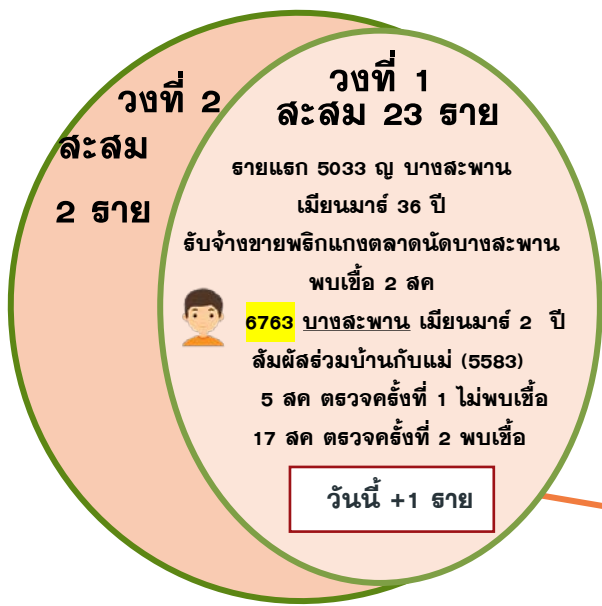 วงที่ 2
สะสม
2 ราย
วงที่ 1
สะสม 23 ราย
รายแรก 5033 ญ บางสะพาน
เมียนมาร์ 36 ปี
รับจ้างขายพริกแกงตลาดนัดบางสะพาน
พบเชื้อ 2 สค
6763 บางสะพาน เมียนมาร์ 2 ปี
สัมผัสร่วมบ้านกับแม่ (5583)
5 สค ตรวจครั้งที่ 1 ไม่พบเชื้อ
17 สค ตรวจครั้งที่ 2 พบเชื้อ
วันนี้ +1 ราย